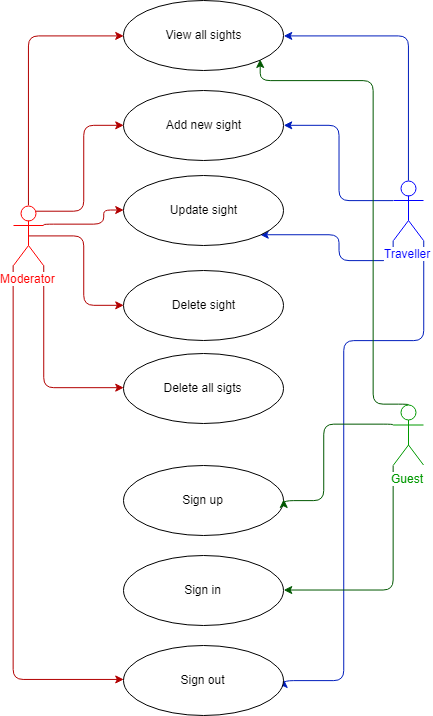 View all sights
Add new sight
Update sight
Traveller
Moderator
Delete sight
Delete all sigts
Guest
Sign up
Sign in
Sign out